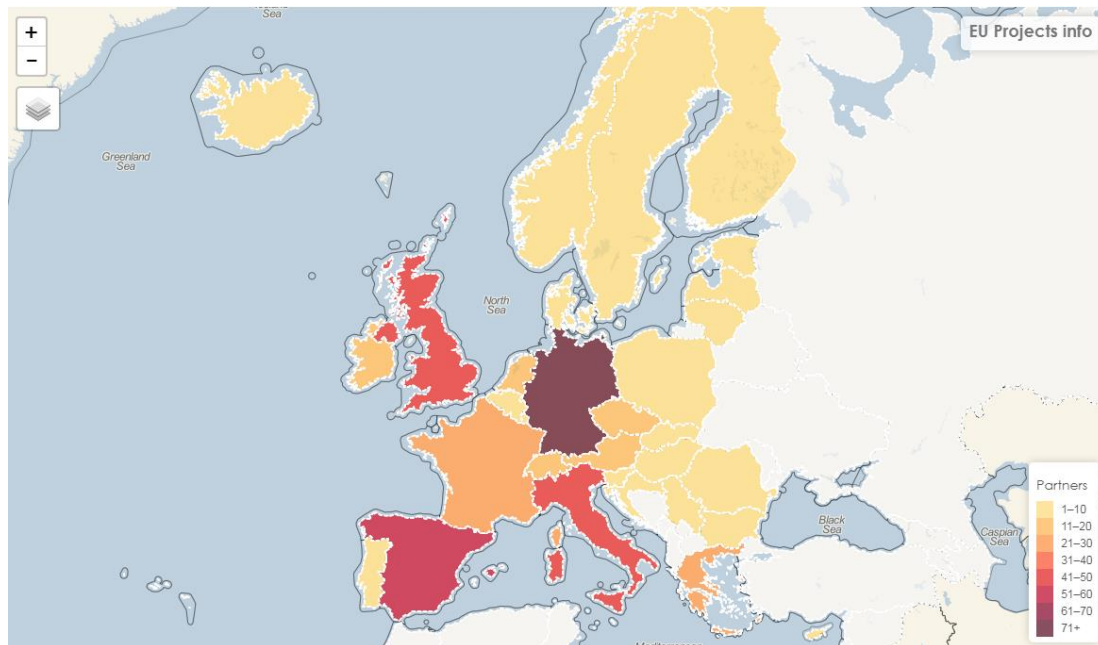 Sea
EU Projects info
+
−
Greenland
Sea
North
Sea
Black
Sea
Caspian
Sea
Partners
1–10
11–20
21–30
31–40
41–50
51–60
61–70
71+